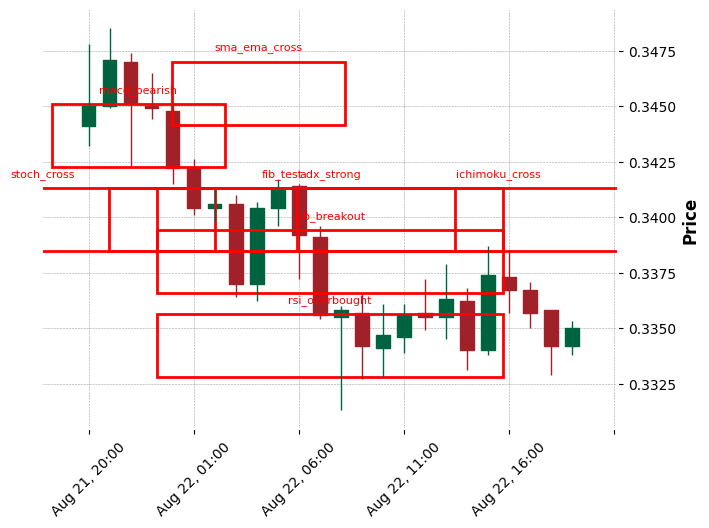 sma_ema_cross
macd_bearish
stoch_cross
fib_test
adx_strong
ichimoku_cross
b_breakout
rsi_overbought
0.3475
0.3450
0.3425
0.3400
0.3375
0.3350
0.3325
Price
Aug 21, 20:00
Aug 22, 01:00
Aug 22, 06:00
Aug 22, 11:00
Aug 22, 16:00